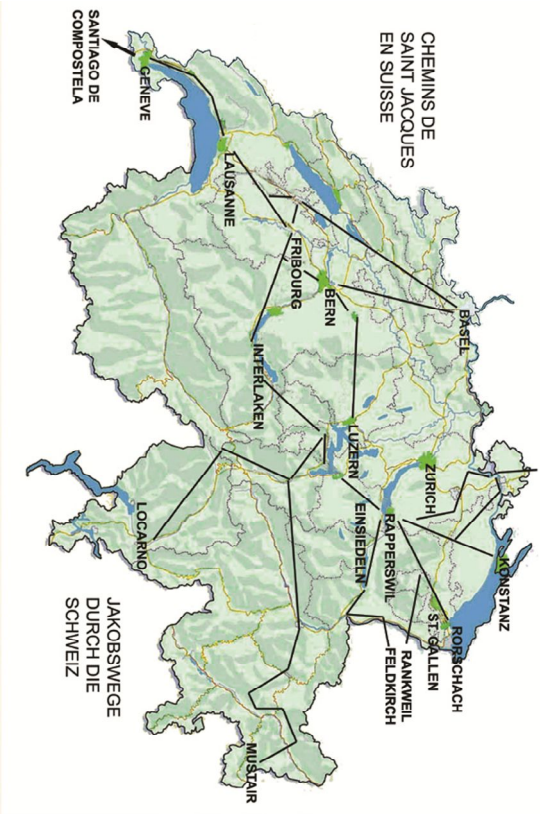 CHEMINS DE
SAINT JACQUES
EN SUISSE
BASEL
KONSTANZ
ZURICH
RORSCHACH
ST. GALLEN
RANKWEIL
FELDKIRCH
RAPPERSWIL
EINSIEDELN
LUZERN
BERN
FRIBOURG
INTERLAKEN
LAUSANNE
GENEVE
SANTIAGO DE
COMPOSTELA
LOCARNO
MUSTAIR
JAKOBSWEGE
DURCH DIE
SCHWEIZ